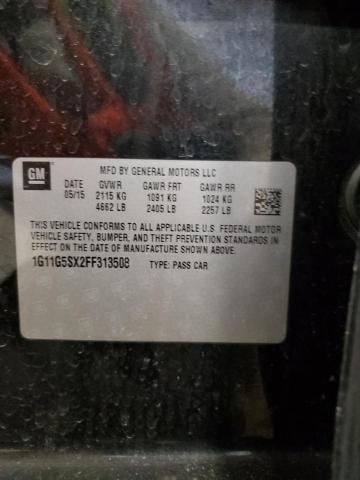 GM
MFD BY GENERAL MOTORS LLC
DATE GVWR GAWR FRT GAWR RR
05/15 2115 KG 1091 KG 1024 KG
4662 LB 2405 LB 2257 LB
THIS VEHICLE CONFORMS TO ALL APPLICABLE U.S. FEDERAL MOTOR
VEHICLE SAFETY, BUMPER, AND THEFT PREVENTION STANDARDS IN
EFFECT ON THE DATE OF MANUFACTURE SHOWN ABOVE.
1G11G5SX2FF313508 TYPE: PASS CAR